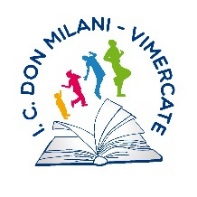 I. C. DON MILANI - VIMERCATE